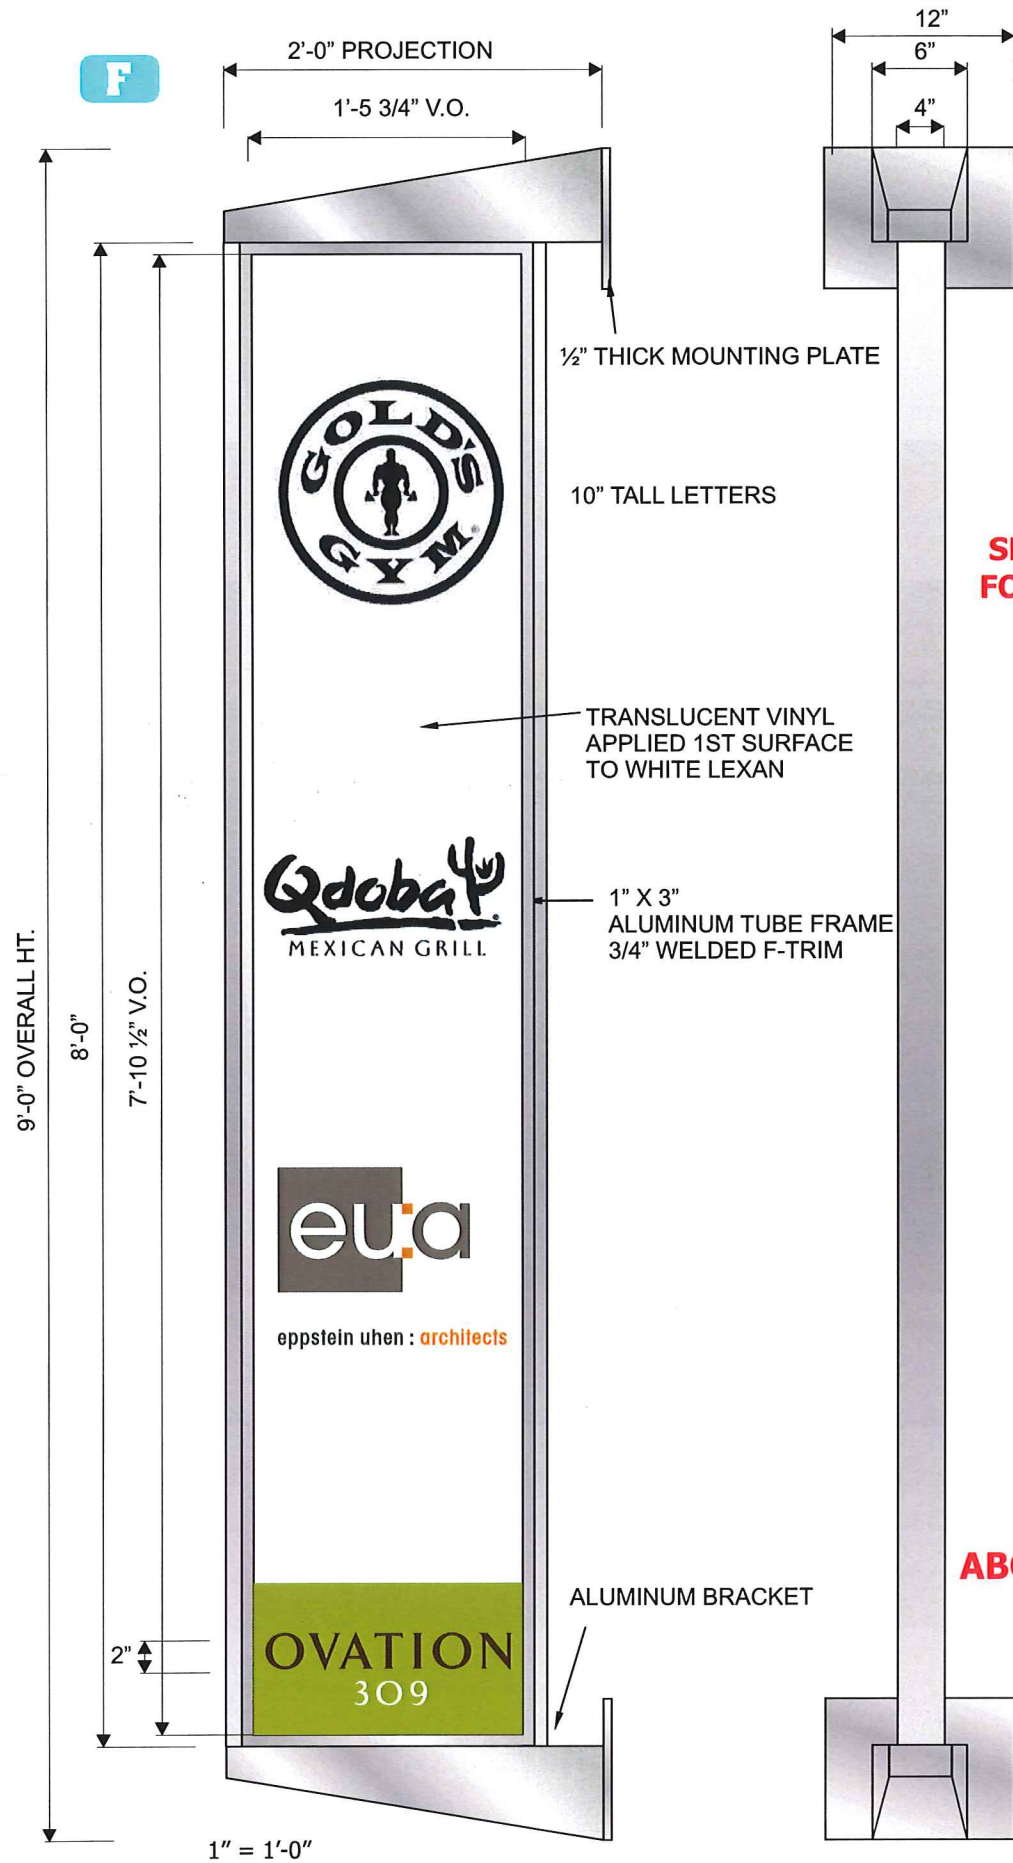 F
2'-0" PROJECTION
1'-5 3/4" V.O.
12"
6"
4"
½" THICK MOUNTING PLATE
GOLD'S
GYM®
10" TALL LETTERS
TRANSLUCENT VINYL
APPLIED 1ST SURFACE
TO WHITE LEXAN
Qdoba®
MEXICAN GRILL
1" X 3"
ALUMINUM TUBE FRAME
3/4" WELDED F-TRIM
9'-0" OVERALL HT.
8'-0"
7'-10 ½" V.O.
eu:a
eppstein uhen : architects
ALUMINUM BRACKET
2"
OVATION
309
1" = 1'-0"